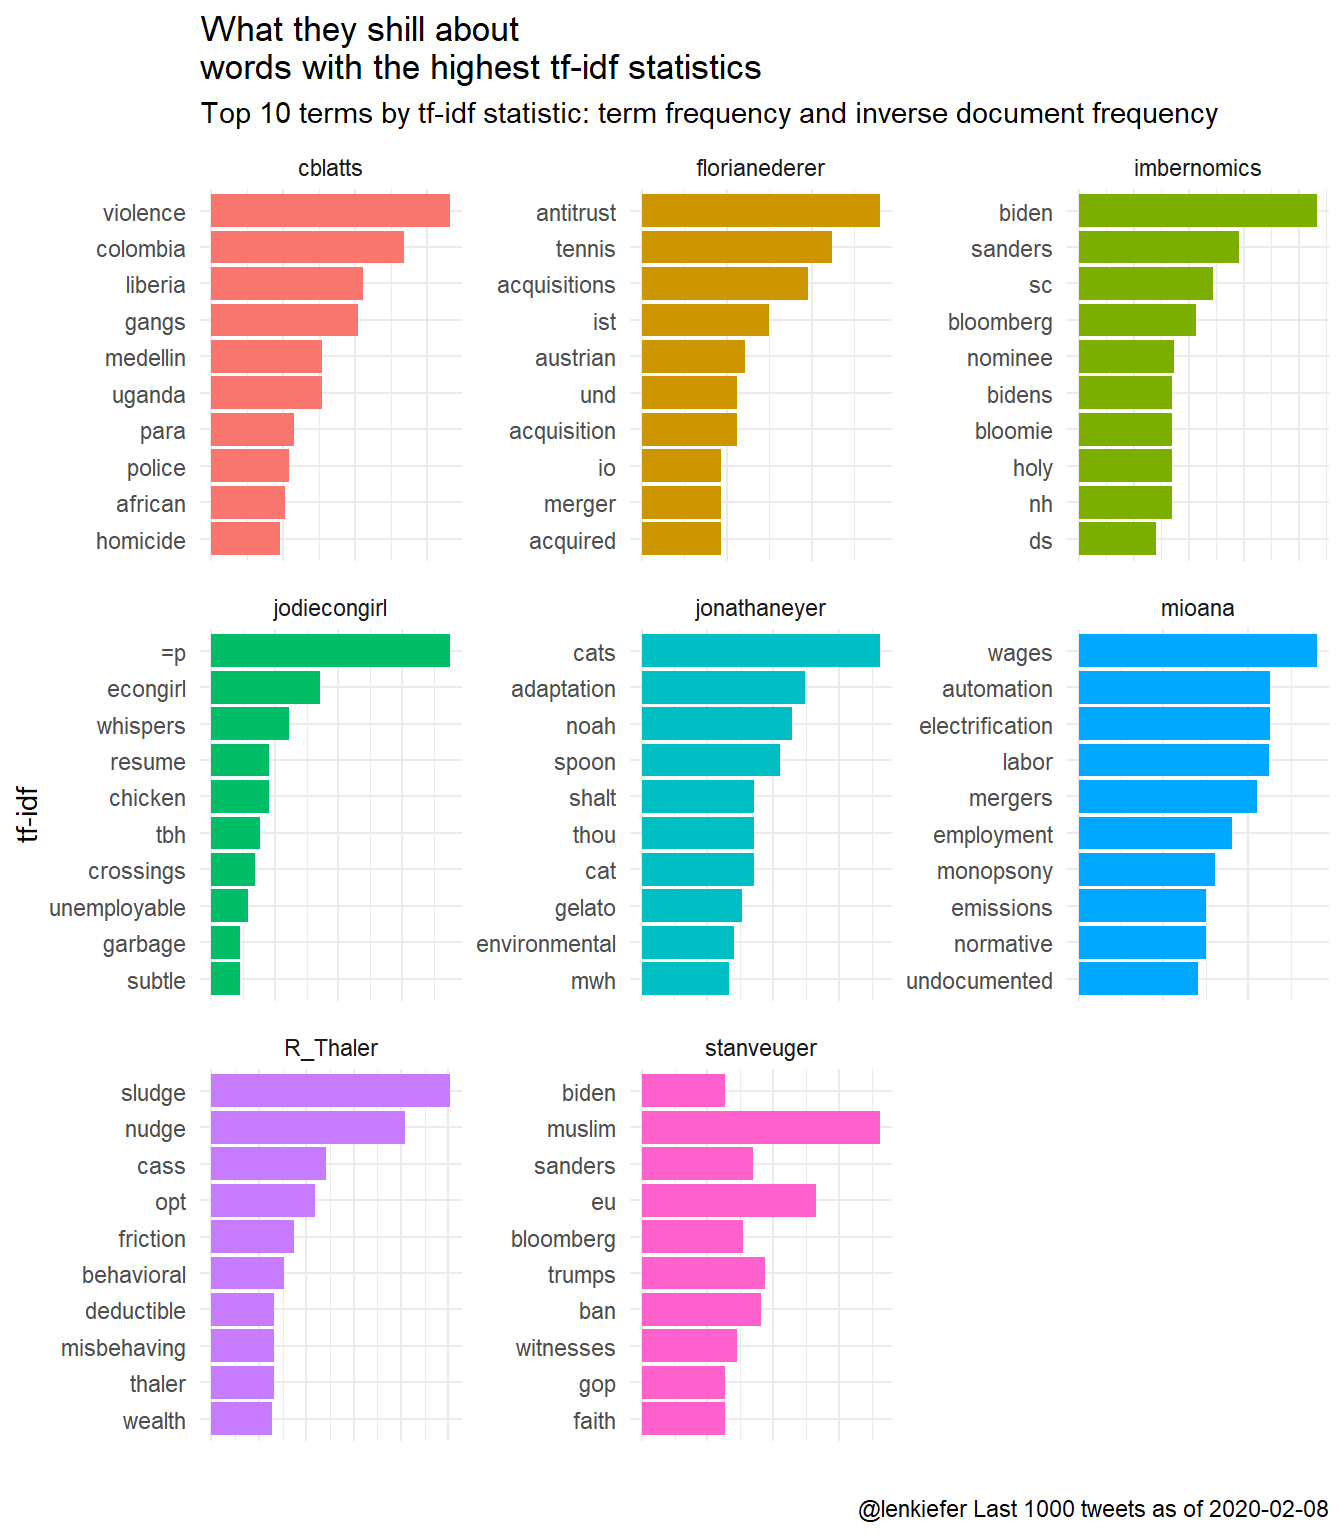 What they shill about
words with the highest tf-idf statistics
Top 10 terms by tf-idf statistic: term frequency and inverse document frequency
cblatts
violence
colombia
liberia
gangs
medellin
uganda
para
police
african
homicide
florianederer
antitrust
tennis
acquisitions
ist
austrian
und
acquisition
io
merger
acquired
imbernomics
biden
sanders
sc
bloomberg
nominee
bidens
bloomie
holy
nh
ds
jodiecongirl
=p
econgirl
whispers
resume
chicken
tbh
crossings
unemployable
garbage
subtle
jonathaneyer
cats
adaptation
noah
spoon
shalt
thou
cat
gelato
environmental
mwh
mioana
wages
automation
electrification
labor
mergers
employment
monopsony
emissions
normative
undocumented
R_Thaler
sludge
nudge
cass
opt
friction
behavioral
deductible
misbehaving
thaler
wealth
stanveuger
biden
muslim
sanders
eu
bloomberg
trumps
ban
witnesses
gop
faith
tf-idf
@lenkiefer Last 1000 tweets as of 2020-02-08